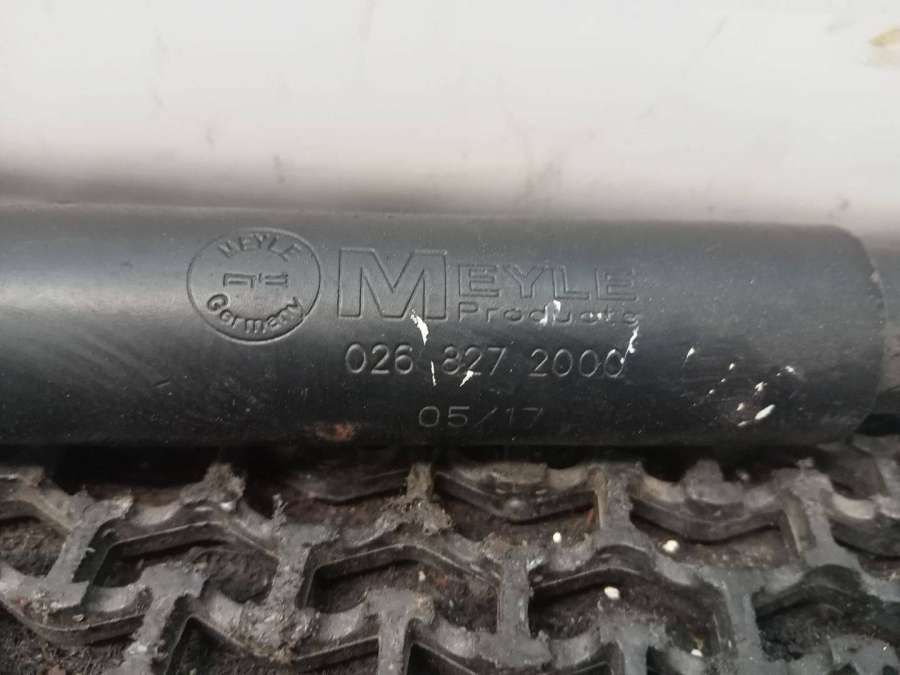 MEYLE
Germany
MEYLE
Products
026 827 2000
05/17